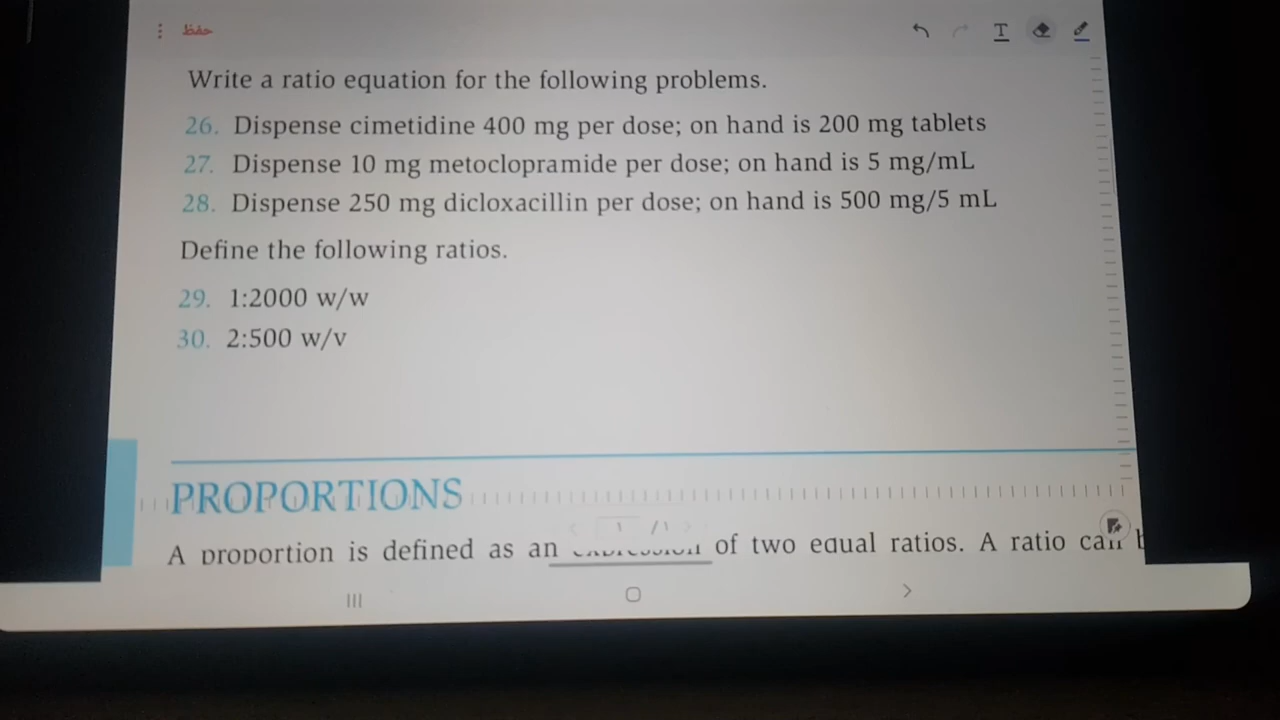 حفظ
T
Write a ratio equation for the following problems.
26. Dispense cimetidine 400 mg per dose; on hand is 200 mg tablets
27. Dispense 10 mg metoclopramide per dose; on hand is 5 mg/mL
28. Dispense 250 mg dicloxacillin per dose; on hand is 500 mg/5 mL
Define the following ratios.
29. 1:2000 w/w
30. 2:500 w/v
PROPORTIONS
A proportion is defined as an expression of two equal ratios. A ratio can